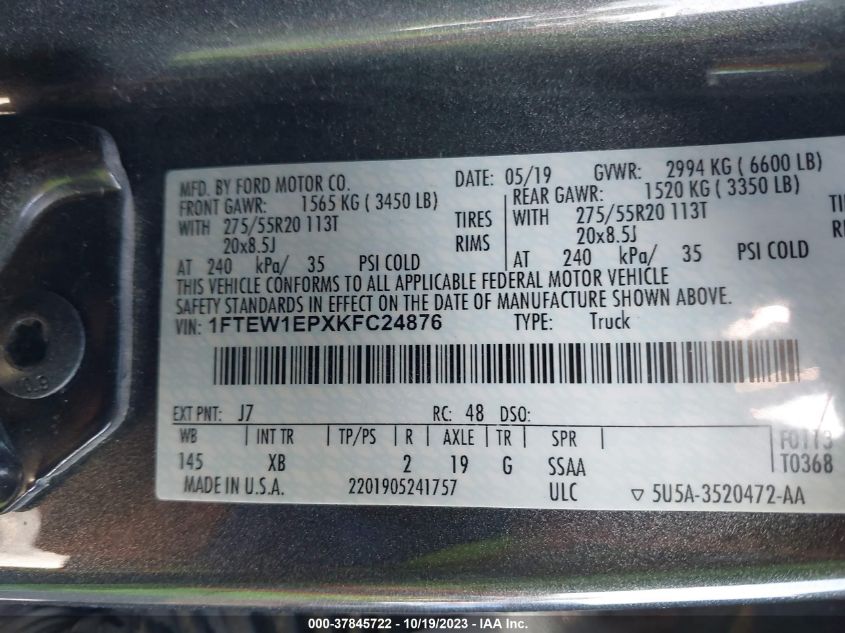 MFD. BY FORD MOTOR CO. DATE: 05/19 GVWR: 2994 KG ( 6600 LB)
FRONT GAWR: 1565 KG ( 3450 LB) REAR GAWR: 1520 KG ( 3350 LB)
WITH 275/55R20 113T TIRES WITH 275/55R20 113T
20x8.5J RIMS 20x8.5J
AT 240 kPa/ 35 PSI COLD AT 240 kPa/ 35 PSI COLD
THIS VEHICLE CONFORMS TO ALL APPLICABLE FEDERAL MOTOR VEHICLE
SAFETY STANDARDS IN EFFECT ON THE DATE OF MANUFACTURE SHOWN ABOVE.
VIN: 1FTEW1EPXKFC24876 TYPE: Truck
EXT PNT: J7 RC: 48 DSO:
WB INT TR TP/PS R AXLE TR SPR F0113
145 XB 2 19 G SSAA T0368
MADE IN U.S.A. 2201905241757 ULC ▽ 5U5A-3520472-AA
000-37845722 - 10/19/2023 - IAA Inc.